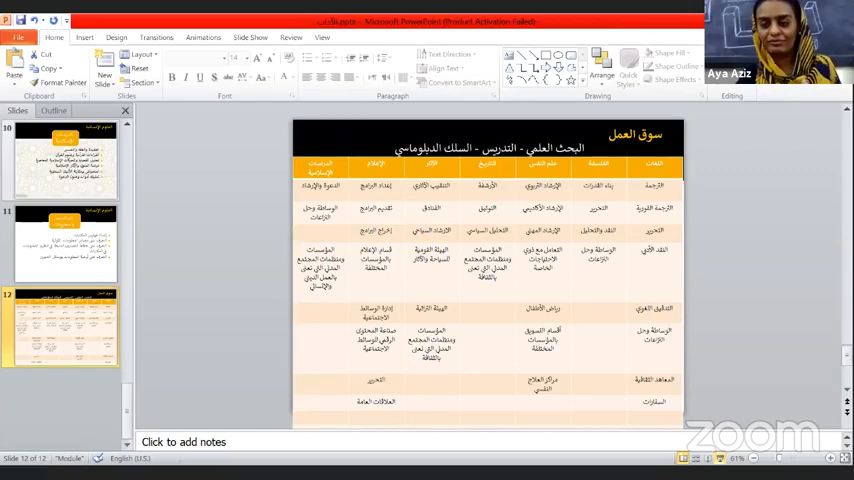 الآداب.pptx - Microsoft PowerPoint (Product Activation Failed)
File Home Insert Design Transitions Animations Slide Show Review View
Paste
Cut
Copy
Format Painter
Clipboard
New Slide
Layout
Reset
Section
Slides
14
Font
Paragraph
Text Direction
Align Text
Convert to SmartArt
Arrange
Quick Styles
Shape Fill
Shape Outline
Shape Effects
Drawing
Editing
Aya Aziz
Slides Outline
10
11
12
سوق العمل
البحث العلمي - التدريس - السلك الدبلوماسي
اللغات الفلسفة علم النفس التاريخ الآثار الإعلام الدراسات الإسلامية
الترجمة بناء القدرات الإرشاد التربوي الأرشفة التنقيب الأثاري إعداد البرامج الدعوة والإرشاد
الترجمة الفورية التحرير الإرشاد الأكاديمي التوثيق الفنادق تقديم البرامج الوساطة وحل النزاعات
التحرير النقد والتحليل الإرشاد المهني التحليل السياسي الارشاد السياحي إخراج البرامج
النقد الأدبي الوساطة وحل النزاعات التعامل مع ذوي الاحتياجات الخاصة المؤسسات ومنظمات المجتمع المدني التي تعنى بالثقافة الهيئة القومية للسياحة والآثار قسام الإعلام بالمؤسسات المختلفة المؤسسات ومنظمات المجتمع المدني التي تعنى بالعمل الديني والإنساني
التدقيق اللغوي رياض الأطفال الهيئة التراثية إدارة الوسائط الاجتماعية
الوساطة وحل النزاعات أقسام التسويق بالمؤسسات المختلفة المؤسسات ومنظمات المجتمع المدني التي تعنى بالثقافة صناعة المحتوى الرقمي للوسائط الاجتماعية
المعاهد الثقافية مراكز العلاج النفسي التحرير
السفارات العلاقات العامة
Click to add notes
zoom
Slide 12 of 12 "Module" English (U.S.) 61%